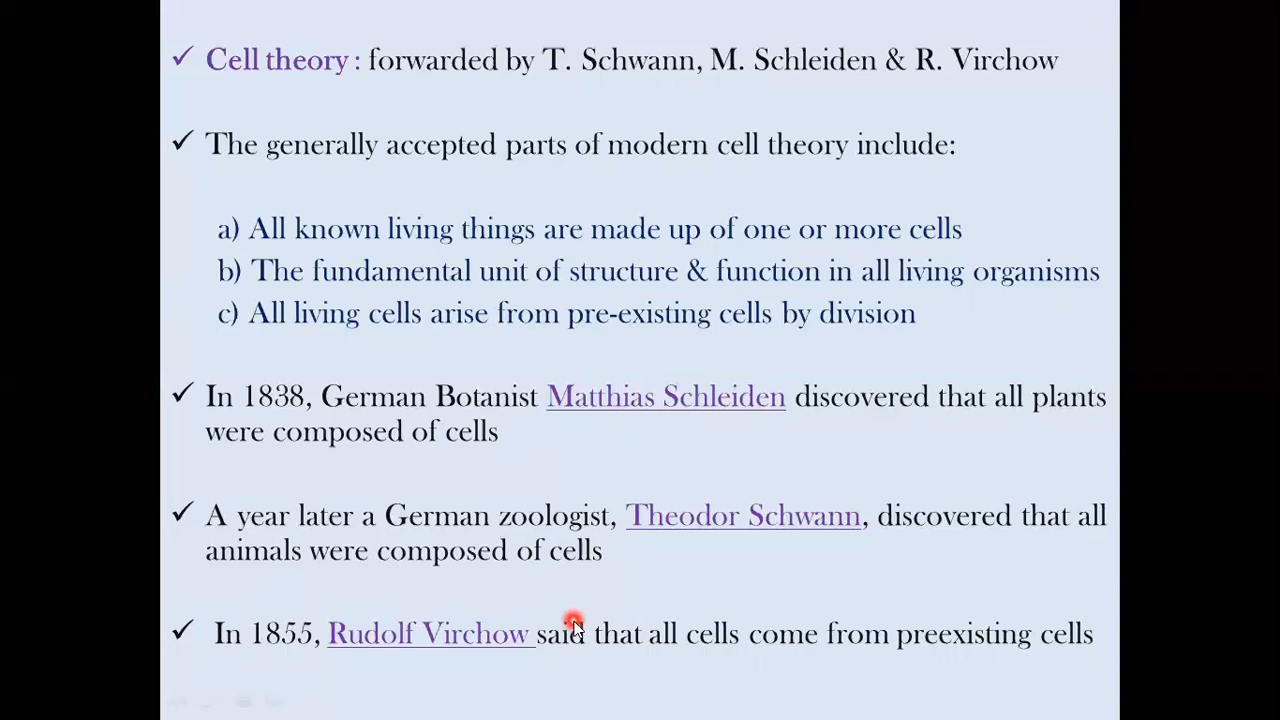 ✓ Cell theory : forwarded by T. Schwann, M. Schleiden & R. Virchow
✓ The generally accepted parts of modern cell theory include:
a) All known living things are made up of one or more cells
b) The fundamental unit of structure & function in all living organisms
c) All living cells arise from pre-existing cells by division
✓ In 1838, German Botanist Matthias Schleiden discovered that all plants
were composed of cells
✓ A year later a German zoologist, Theodor Schwann, discovered that all
animals were composed of cells
✓ In 1855, Rudolf Virchow said that all cells come from preexisting cells